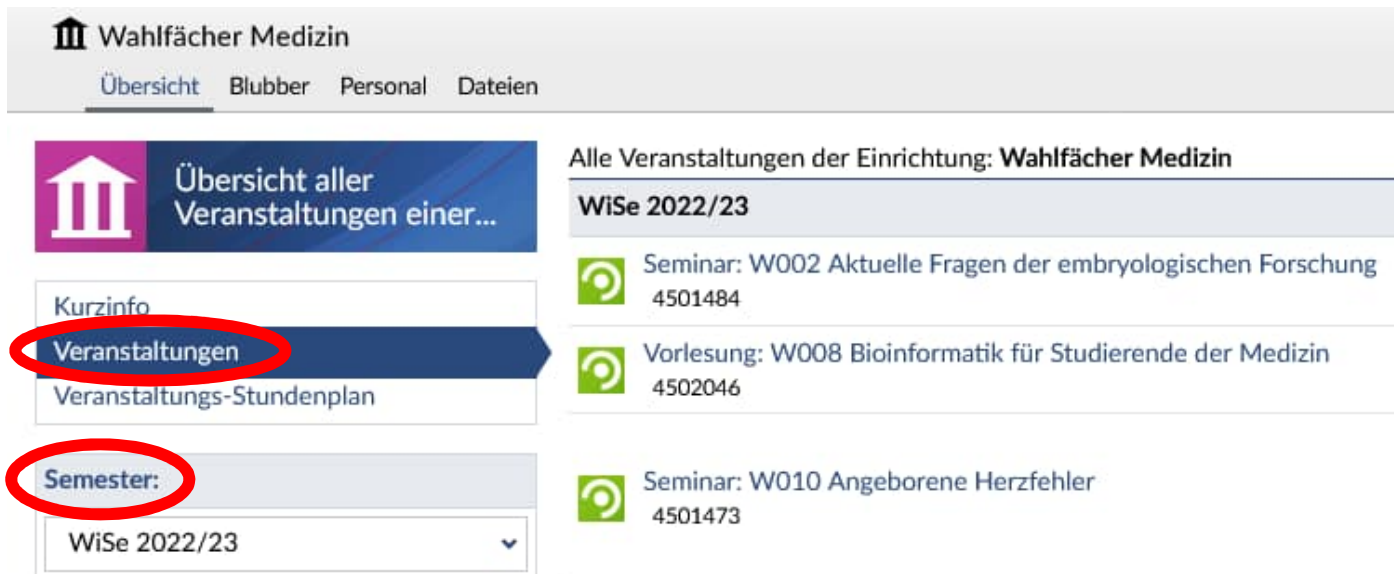 Wahlfächer Medizin
Übersicht Blubber Personal Dateien
Übersicht aller
Veranstaltungen einer...
Kurzinfo
Veranstaltungen
Veranstaltungs-Stundenplan
Semester:
WiSe 2022/23
Alle Veranstaltungen der Einrichtung: Wahlfächer Medizin
WiSe 2022/23
Seminar: W002 Aktuelle Fragen der embryologischen Forschung
4501484
Vorlesung: W008 Bioinformatik für Studierende der Medizin
4502046
Seminar: W010 Angeborene Herzfehler
4501473